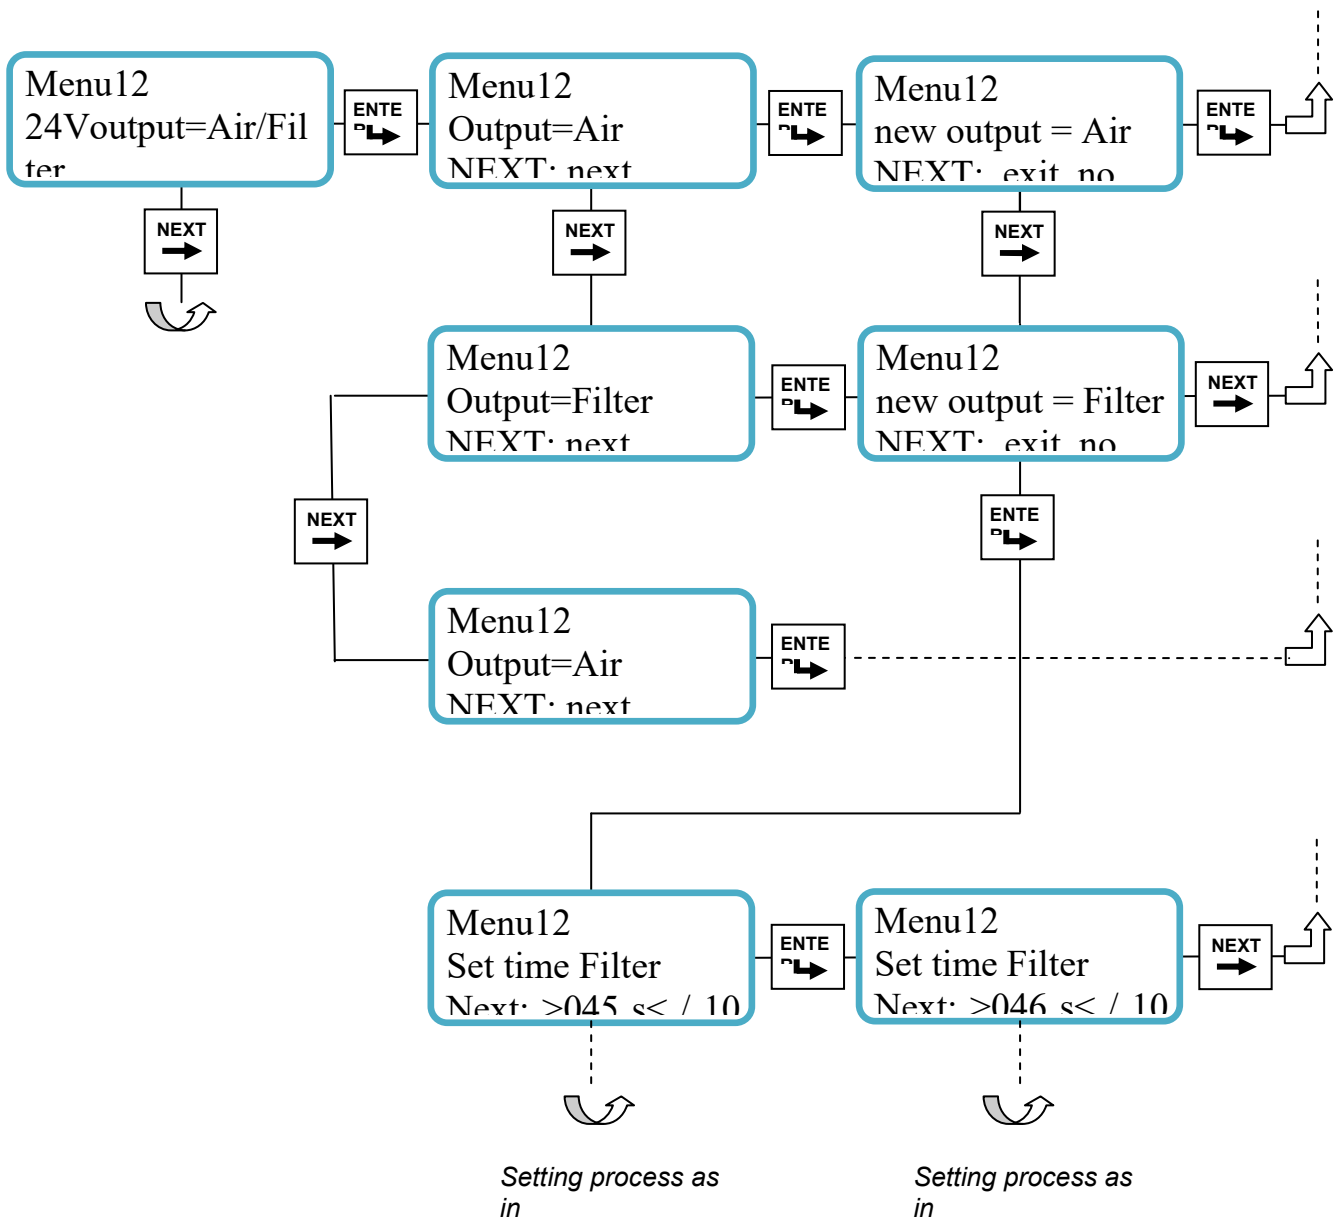 Menu12
24Voutput=Air/Fil
ter
ENTE
Menu12
Output=Air
NEXT: next
ENTE
Menu12
new output = Air
NEXT: exit no
ENTE
NEXT
NEXT
NEXT
Menu12
Output=Filter
NEXT: next
ENTE
Menu12
new output = Filter
NEXT: exit no
NEXT
NEXT
ENTE
Menu12
Output=Air
NEXT: next
ENTE
Menu12
Set time Filter
Next: >045 s< / 10
ENTE
Menu12
Set time Filter
Next: >046 s< / 10
NEXT
Setting process as
in
Setting process as
in